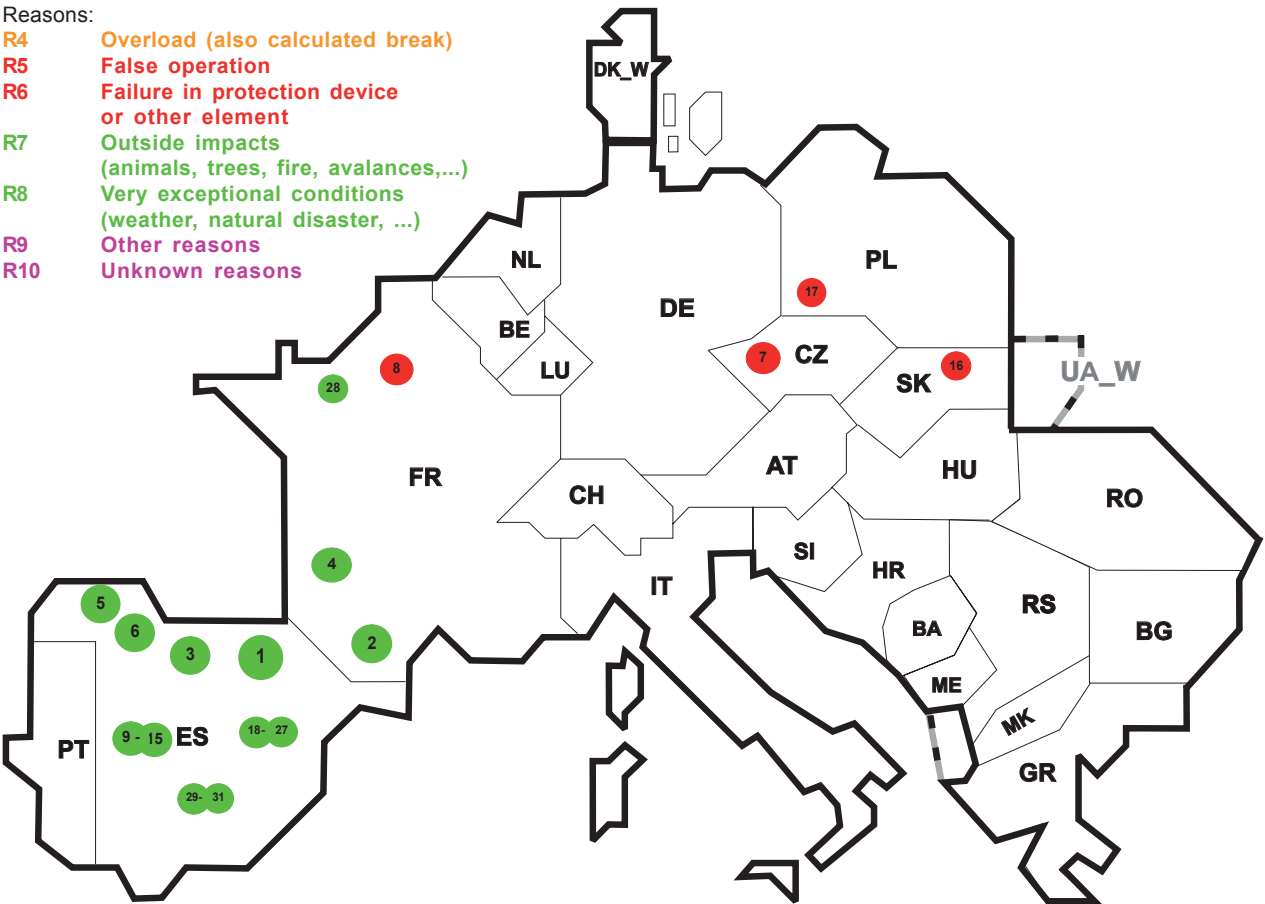 Reasons:
R4 Overload (also calculated break)
R5 False operation
R6 Failure in protection device
or other element
R7 Outside impacts
(animals, trees, fire, avalances,...)
R8 Very exceptional conditions
(weather, natural disaster, ...)
R9 Other reasons
R10 Unknown reasons
DK_W
NL
PL
17
DE
BE
8
28
LU
7
CZ
16
SK
UA_W
FR
CH
AT
HU
RO
SI
HR
IT
4
5
6
3
1
2
RS
BA
BG
ME
MK
GR
PT
9 - 15
ES
18- 27
29- 31